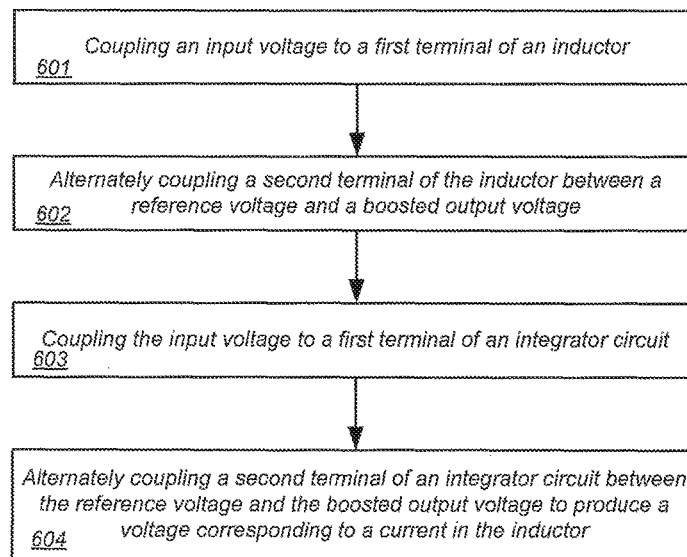 Coupling an input voltage to a first terminal of an inductor
601
Alternately coupling a second terminal of the inductor between a
reference voltage and a boosted output voltage
602
Coupling the input voltage to a first terminal of an integrator circuit
603
Alternately coupling a second terminal of an integrator circuit between
the reference voltage and the boosted output voltage to produce a
voltage corresponding to a current in the inductor
604